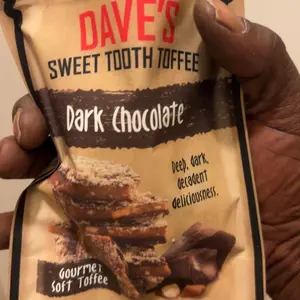 DAVE'S
SWEET TOOTH TOFFEE
Dark Chocolate
Deep, dark,
decadent
deliciousness.
Gourmet
Soft Toffee